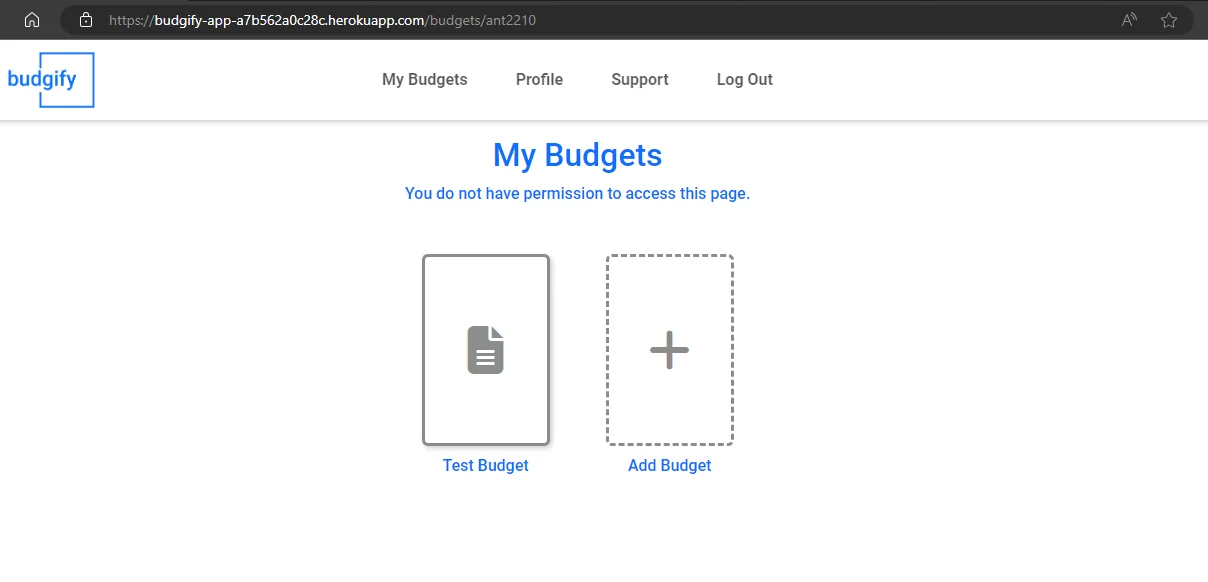 https://budgify-app-a7b562a0c28c.herokuapp.com/budgets/ant2210
budgify
My Budgets Profile Support Log Out
My Budgets
You do not have permission to access this page.
Test Budget Add Budget